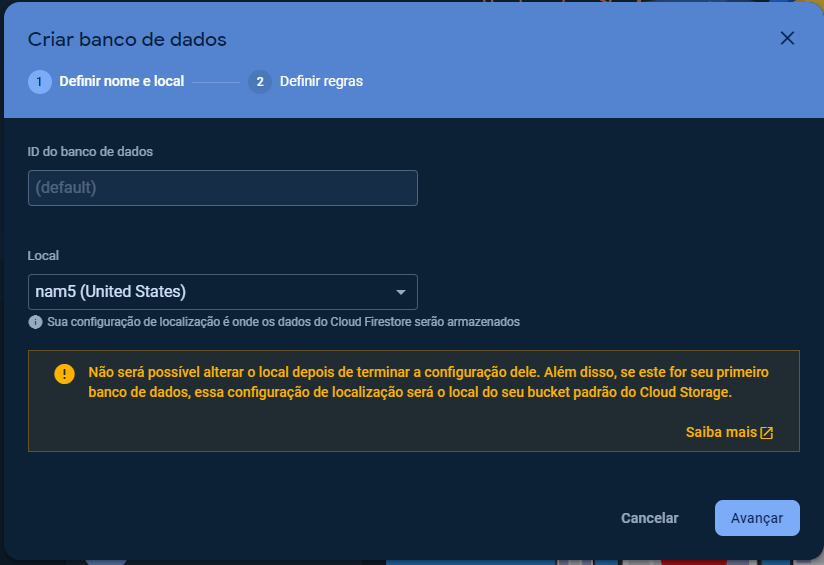 Criar banco de dados
1 Definir nome e local 2 Definir regras
ID do banco de dados
(default)
Local
nam5 (United States)
Sua configuração de localização é onde os dados do Cloud Firestore serão armazenados
Não será possível alterar o local depois de terminar a configuração dele. Além disso, se este for seu primeiro
banco de dados, essa configuração de localização será o local do seu bucket padrão do Cloud Storage.
Saiba mais
Cancelar Avançar